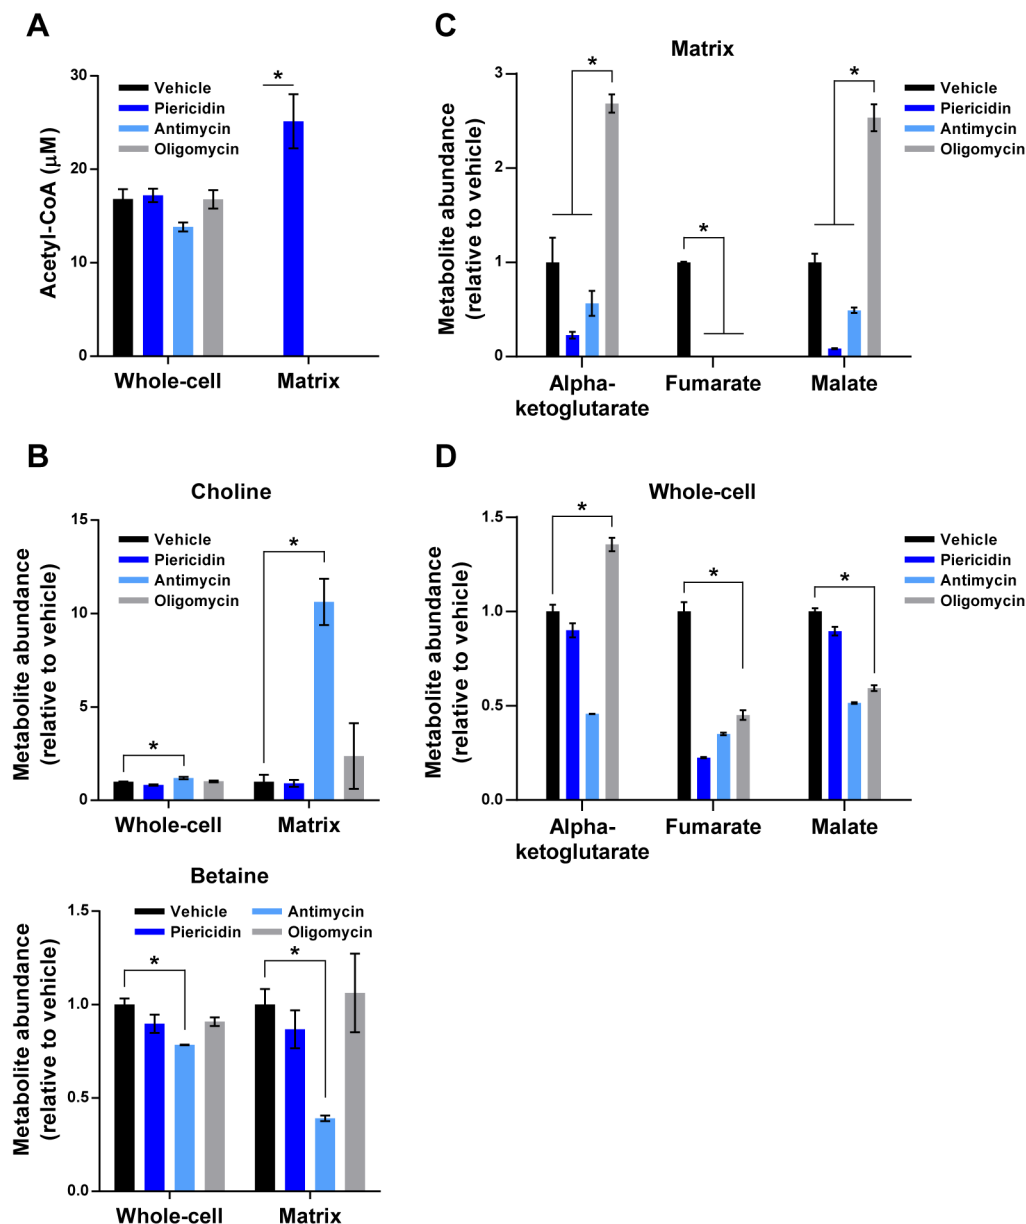 A
Vehicle
Piericidin
Antimycin
Oligomycin
Acetyl-CoA (μM)
30
20
10
0
*
Whole-cell
Matrix
C
Matrix
Vehicle
Piericidin
Antimycin
Oligomycin
Metabolite abundance
(relative to vehicle)
3
2
1
0
*
*
*
Alpha-
ketoglutarate
Fumarate
Malate
B
Choline
Vehicle
Piericidin
Antimycin
Oligomycin
Metabolite abundance
(relative to vehicle)
15
10
5
0
*
*
Whole-cell
Matrix
Betaine
Vehicle
Piericidin
Antimycin
Oligomycin
Metabolite abundance
(relative to vehicle)
1.5
1.0
0.5
0.0
*
*
Whole-cell
Matrix
D
Whole-cell
Vehicle
Piericidin
Antimycin
Oligomycin
Metabolite abundance
(relative to vehicle)
1.5
1.0
0.5
0.0
*
*
*
Alpha-
ketoglutarate
Fumarate
Malate